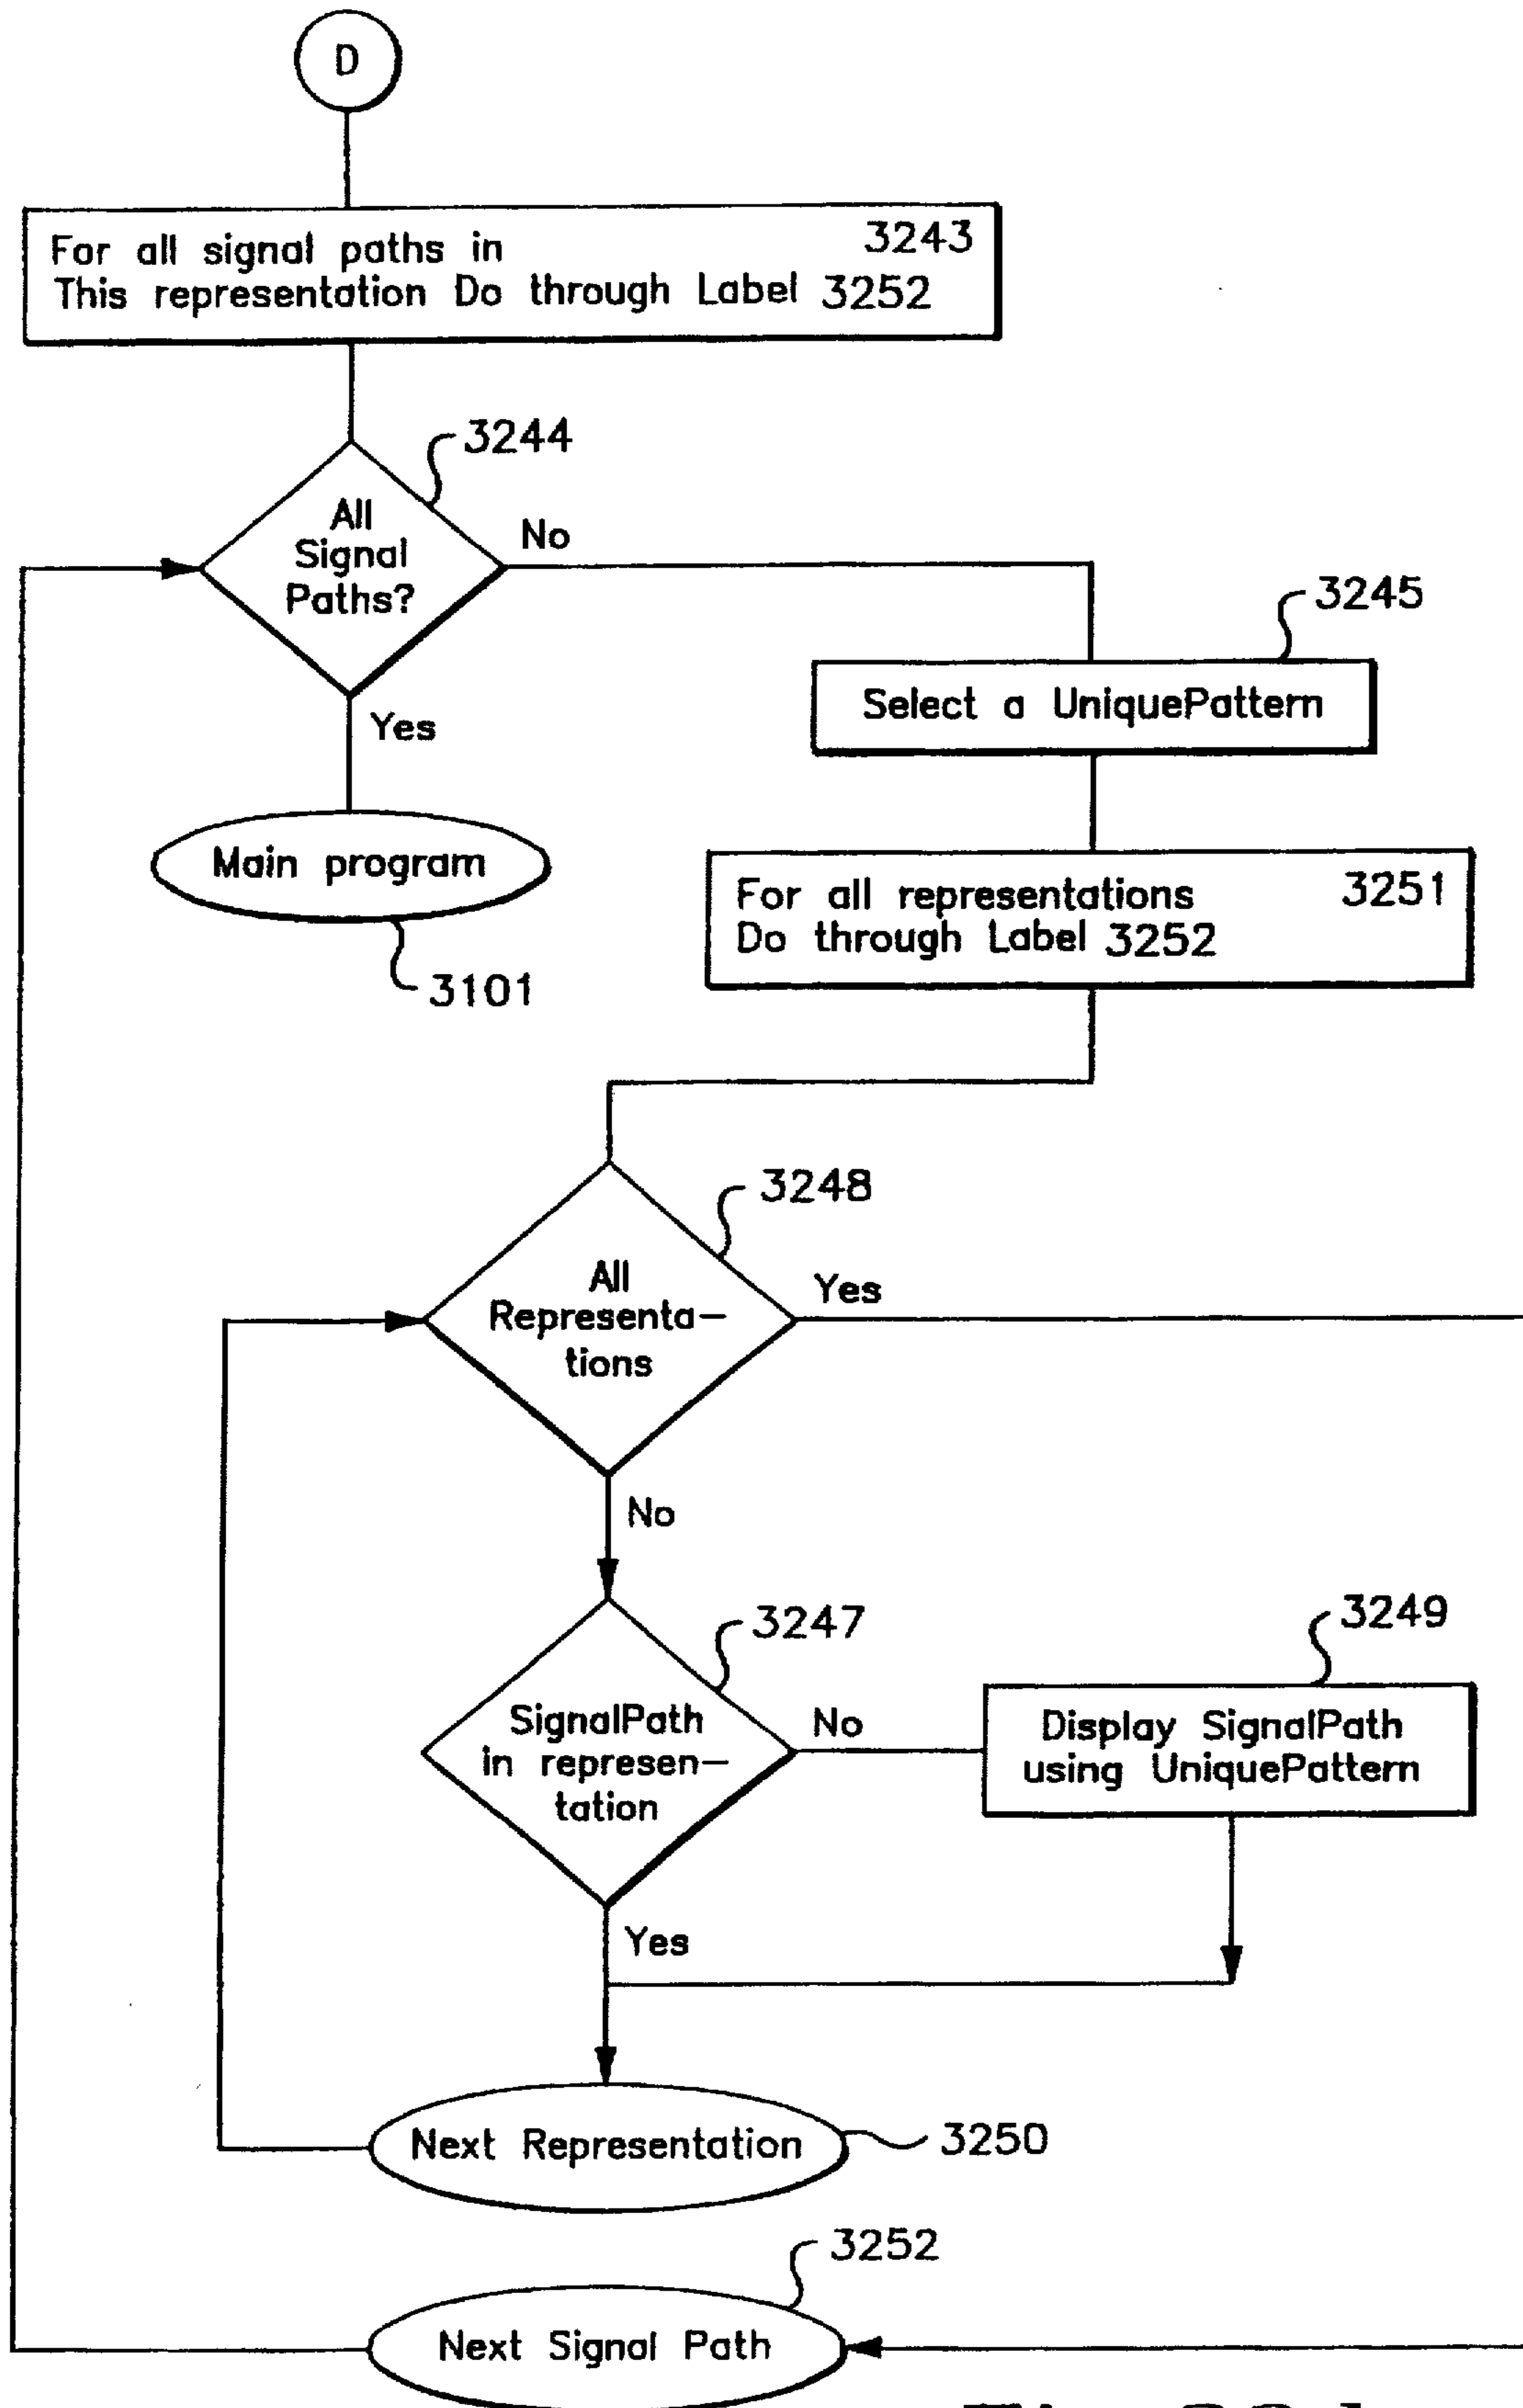 D
For all signal paths in 3243
This representation Do through Label 3252
3244
All
Signal
Paths?
No
Yes
3245
Select a UniquePattern
Main program
3101
For all representations 3251
Do through Label 3252
3248
All
Representa-
tions
Yes
No
3247
SignalPath
in represen-
tation
No
3249
Display SignalPath
using UniquePattern
Yes
Next Representation
3250
3252
Next Signal Path